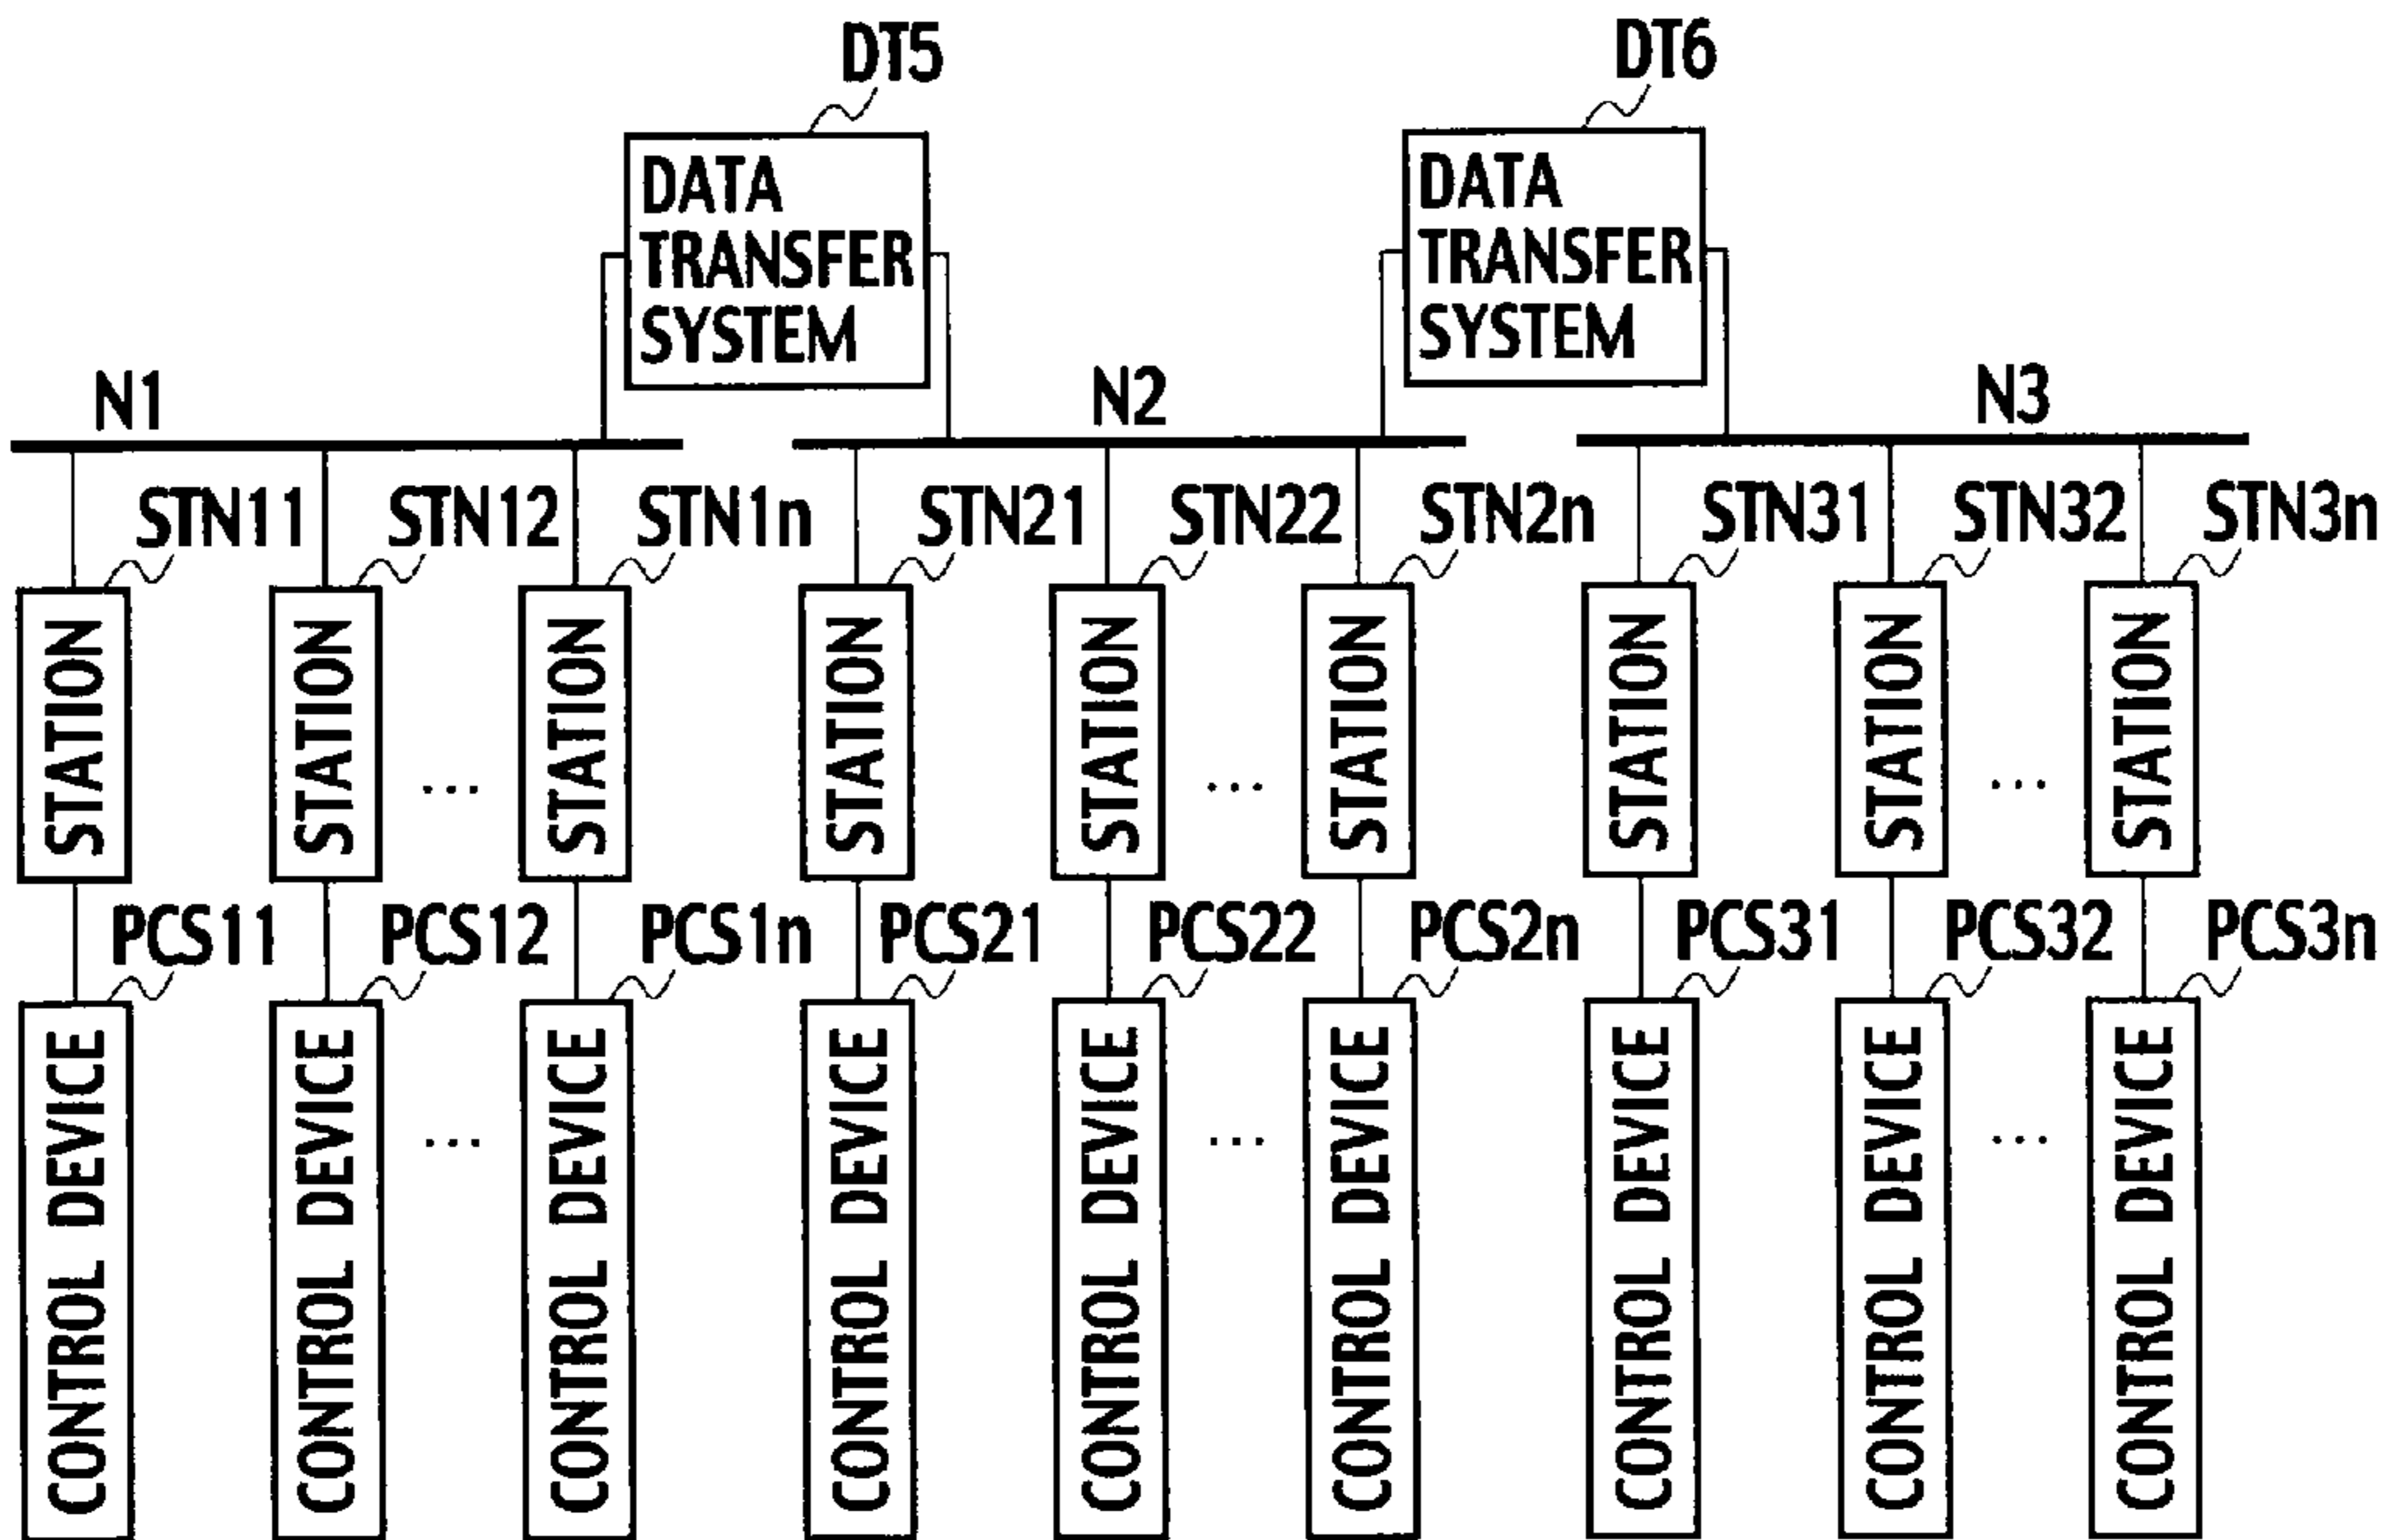 DT5
DT6
DATA
TRANSFER
SYSTEM
DATA
TRANSFER
SYSTEM
N1
N2
N3
STN11
STN12
STN1n
STN21
STN22
STN2n
STN31
STN32
STN3n
STATION
STATION
...
STATION
STATION
STATION
...
STATION
STATION
STATION
...
STATION
PCS11
PCS12
PCS1n
PCS21
PCS22
PCS2n
PCS31
PCS32
PCS3n
CONTROL DEVICE
CONTROL DEVICE
...
CONTROL DEVICE
CONTROL DEVICE
CONTROL DEVICE
...
CONTROL DEVICE
CONTROL DEVICE
CONTROL DEVICE
...
CONTROL DEVICE